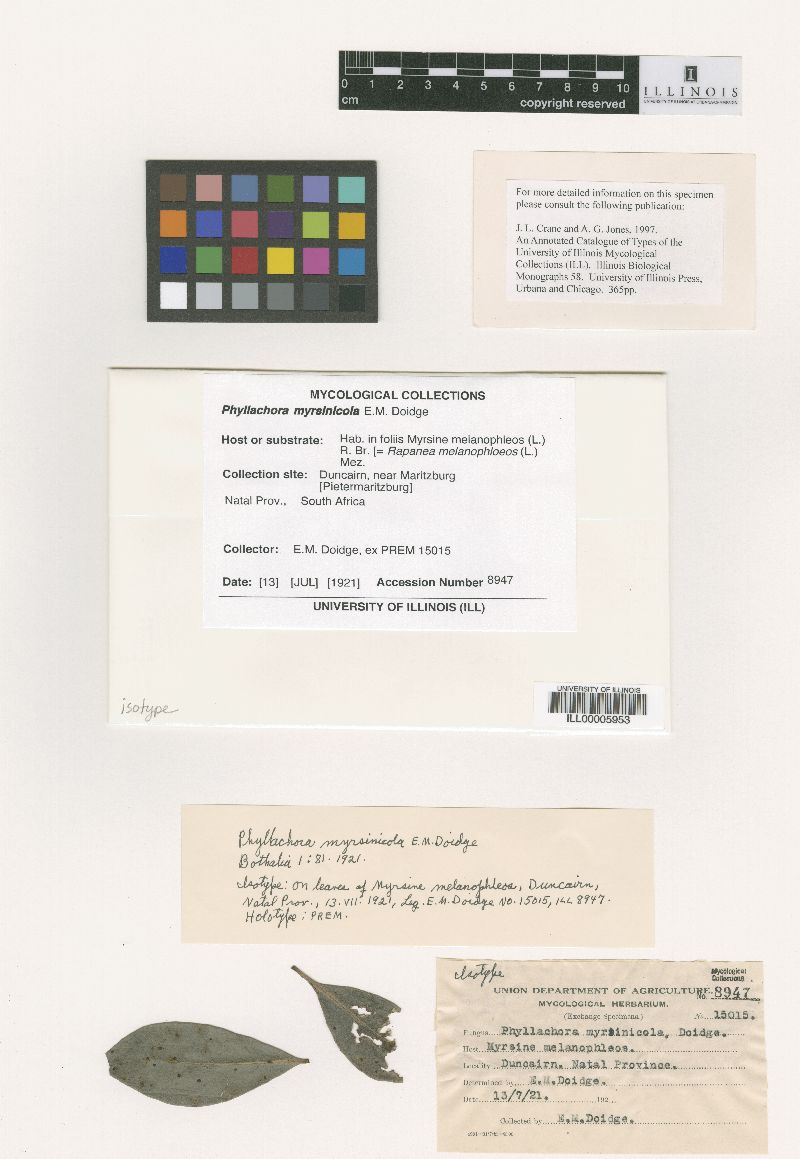 0 1 2 3 4 5 6 7 8 9 10
cm
copyright reserved
I
ILLINOIS
UNIVERSITY OF ILLINOIS AT URBANA-CHAMPAIGN
For more detailed information on this specimen
please consult the following publication:
J. L. Crane and A. G. Jones, 1997.
An Annotated Catalogue of Types of the
University of Illinois Mycological
Collections (ILL). Illinois Biological
Monographs 58. University of Illinois Press,
Urbana and Chicago. 365pp.
MYCOLOGICAL COLLECTIONS
Phyllachora myrsinicola E.M. Doidge
Host or substrate: Hab. in foliis Myrsine melanophleos (L.)
R. Br. [= Rapanea melanophloeos (L.)
Mez.
Collection site: Duncairn, near Maritzburg
[Pietermaritzburg]
Natal Prov., South Africa
Collector: E.M. Doidge, ex PREM 15015
Date: [13] [JUL] [1921] Accession Number 8947
UNIVERSITY OF ILLINOIS (ILL)
isotype
UNIVERSITY OF ILLINOIS
ILL00005953
Phyllachora myrsinicola E.M. Doidge
Bothalia 1:81. 1921.
Isotype: on leaves of Myrsine melanophleos, Duncairn,
Natal Prov., 13.VII.1921, Leg. E.M. Doidge No. 15015, ILL 8947.
Holotype: PREM.
Isotype
Mycological
Collections
UNION DEPARTMENT OF AGRICULTURE. No. 8947
MYCOLOGICAL HERBARIUM.
(Exchange Specimens) No. 15015.
Fungus Phyllachora myrsinicola, Doidge.
Host Myrsine melanophleos.
Locality Duncairn. Natal Province.
Determined by E.M.Doidge.
Date 13/7/21. 192
Collected by E.M.Doidge.